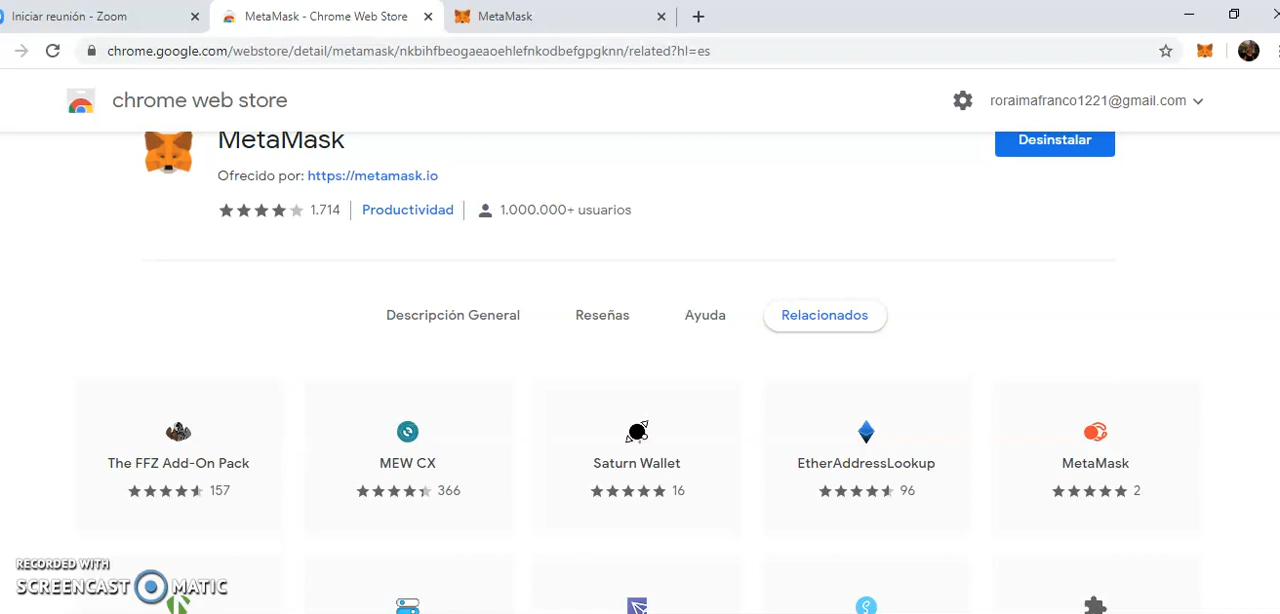 Iniciar reunión - Zoom
MetaMask - Chrome Web Store
MetaMask
chrome.google.com/webstore/detail/metamask/nkbihfbeogaeaoehlefnkodbefgpgknn/related?hl=es
chrome web store
roraimafranco1221@gmail.com
MetaMask
Desinstalar
Ofrecido por: https://metamask.io
1.714
Productividad
1.000.000+ usuarios
Descripción General
Reseñas
Ayuda
Relacionados
The FFZ Add-On Pack
MEW CX
Saturn Wallet
EtherAddressLookup
MetaMask
157
366
16
96
2
RECORDED WITH
SCREENCAST MATIC